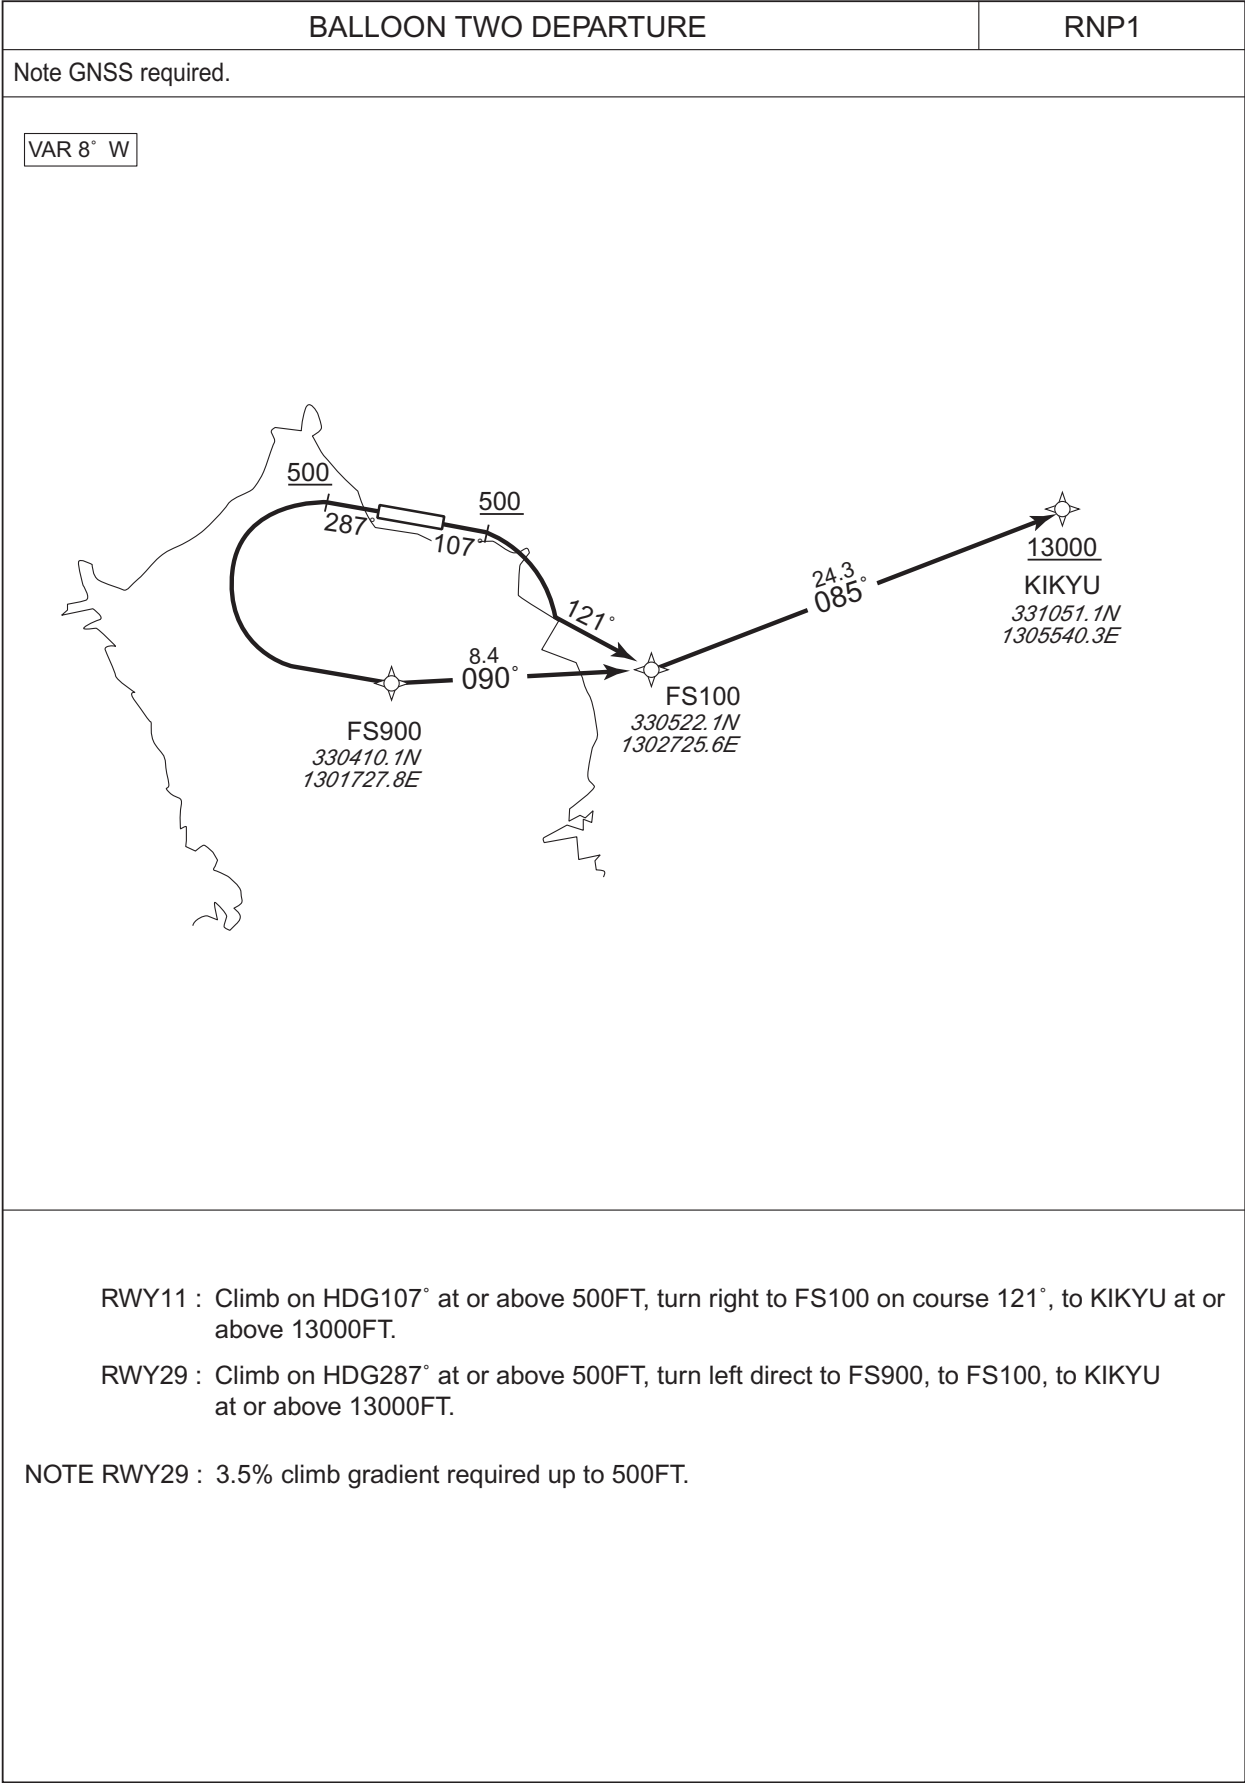 BALLOON TWO DEPARTURE
RNP1
Note GNSS required.
VAR 8˚ W
500
287˚
500
107˚
121˚
8.4
090˚
24.3
085˚
13000
KIKYU
331051.1N
1305540.3E
FS100
330522.1N
1302725.6E
FS900
330410.1N
1301727.8E
RWY11 : Climb on HDG107˚ at or above 500FT, turn right to FS100 on course 121˚, to KIKYU at or
above 13000FT.
RWY29 : Climb on HDG287˚ at or above 500FT, turn left direct to FS900, to FS100, to KIKYU
at or above 13000FT.
NOTE RWY29 : 3.5% climb gradient required up to 500FT.